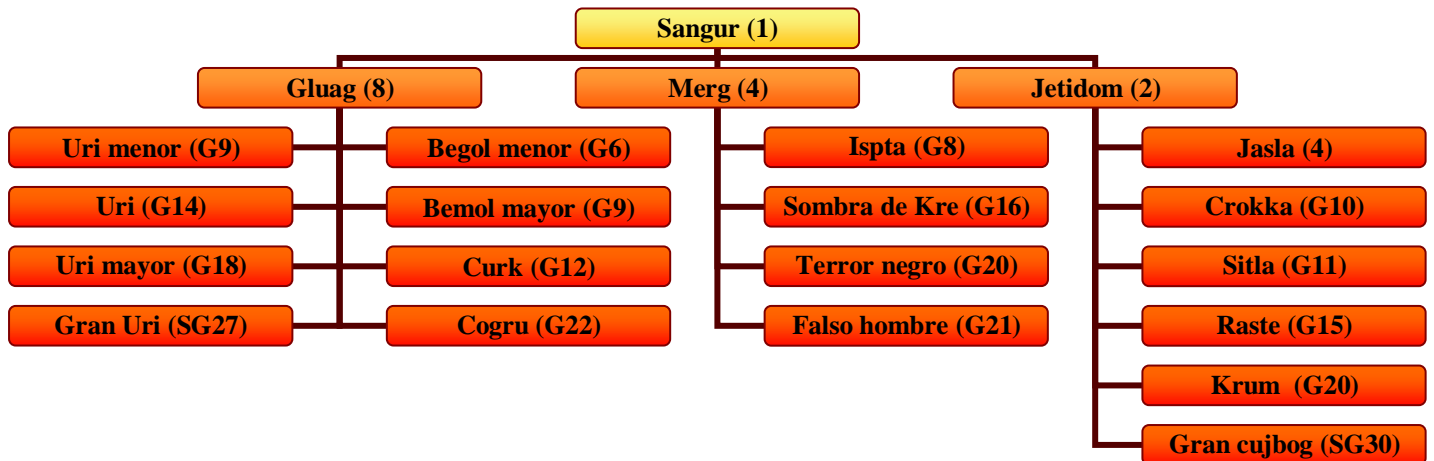 Sangur (1)
Gluag (8)
Merg (4)
Jetidom (2)
Uri menor (G9)
Begol menor (G6)
Ispta (G8)
Jasla (4)
Uri (G14)
Bemol mayor (G9)
Sombra de Kre (G16)
Crokka (G10)
Uri mayor (G18)
Curk (G12)
Terror negro (G20)
Sitla (G11)
Gran Uri (SG27)
Cogru (G22)
Falso hombre (G21)
Raste (G15)
Krum (G20)
Gran cujbog (SG30)